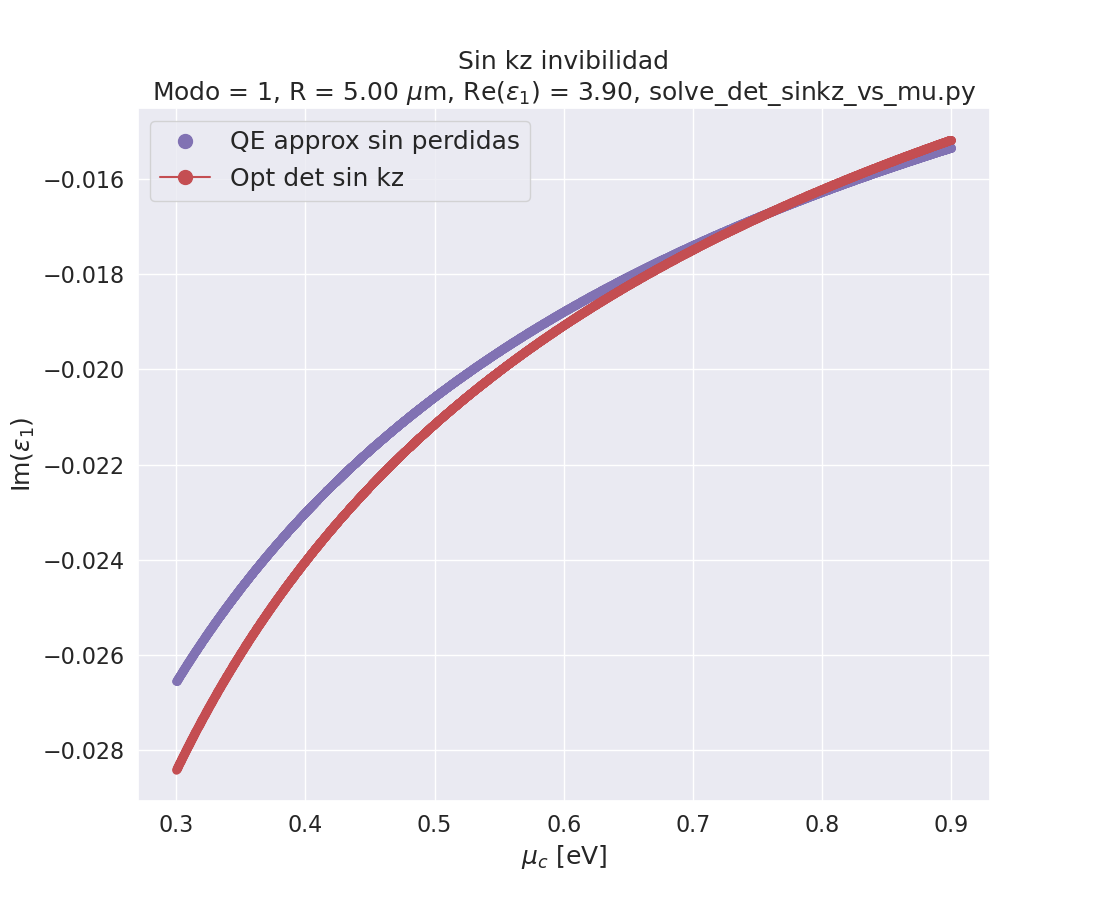 Sin kz invibilidad
Modo = 1, R = 5.00 μm, Re(ε₁) = 3.90, solve_det_sinkz_vs_mu.py
QE approx sin perdidas
Opt det sin kz
−0.016
−0.018
−0.020
−0.022
−0.024
−0.026
−0.028
Im(ε₁)
0.3 0.4 0.5 0.6 0.7 0.8 0.9
μ_c [eV]